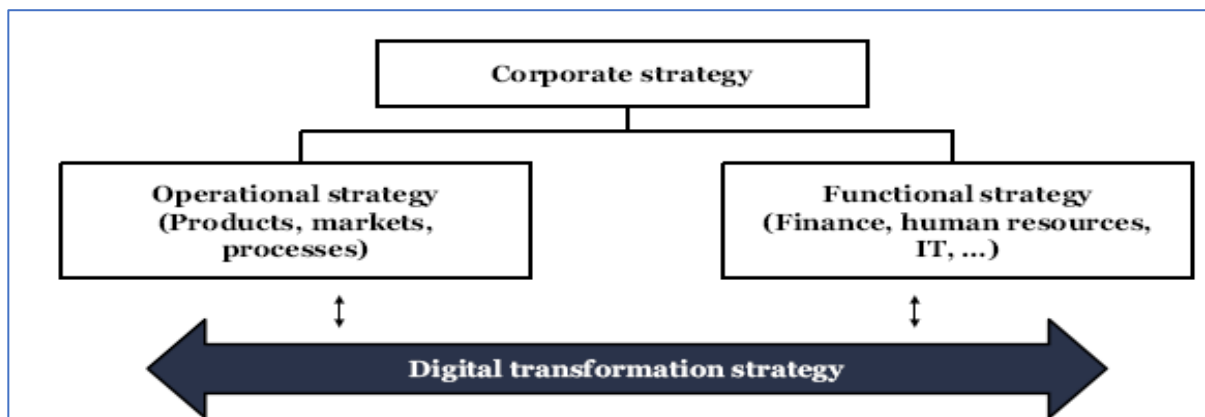 Corporate strategy
Operational strategy
(Products, markets,
processes)
Functional strategy
(Finance, human resources,
IT, ...)
Digital transformation strategy